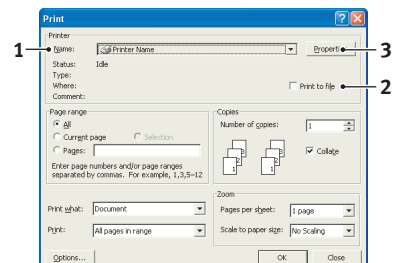 Print
Printer
1 Name: Printer Name Properti 3
Status: Idle
Type:
Where: Print to file 2
Comment:
Page range
All
Current page Selection
Pages:
Enter page numbers and/or page ranges
separated by commas. For example, 1,3,5–12
Copies
Number of copies: 1
1 2 3 1 2 3
Collate
Print what: Document
Print: All pages in range
Zoom
Pages per sheet: 1 page
Scale to paper size: No Scaling
Options... OK Close